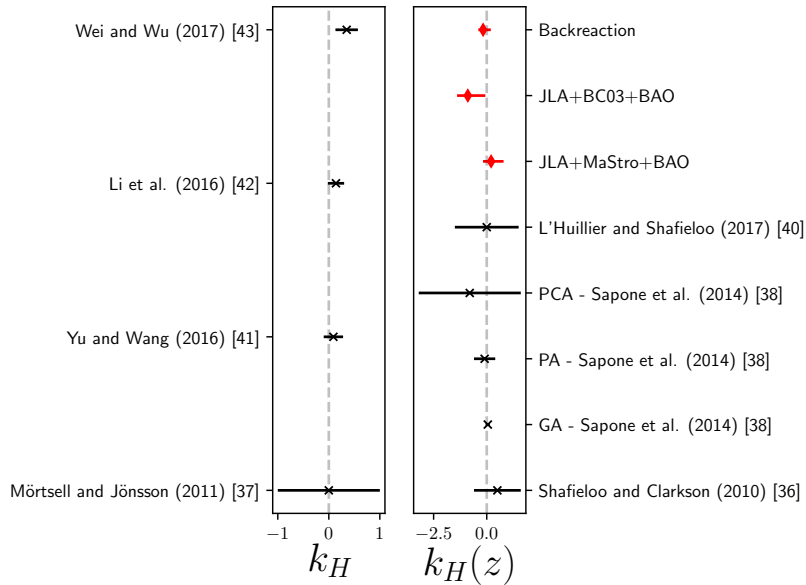 Wei and Wu (2017) [43]
Li et al. (2016) [42]
Yu and Wang (2016) [41]
Mörtsell and Jönsson (2011) [37]
−1 0 1
k_H
Backreaction
JLA+BC03+BAO
JLA+MaStro+BAO
L'Huillier and Shafieloo (2017) [40]
PCA - Sapone et al. (2014) [38]
PA - Sapone et al. (2014) [38]
GA - Sapone et al. (2014) [38]
Shafieloo and Clarkson (2010) [36]
−2.5 0.0
k_H(z)